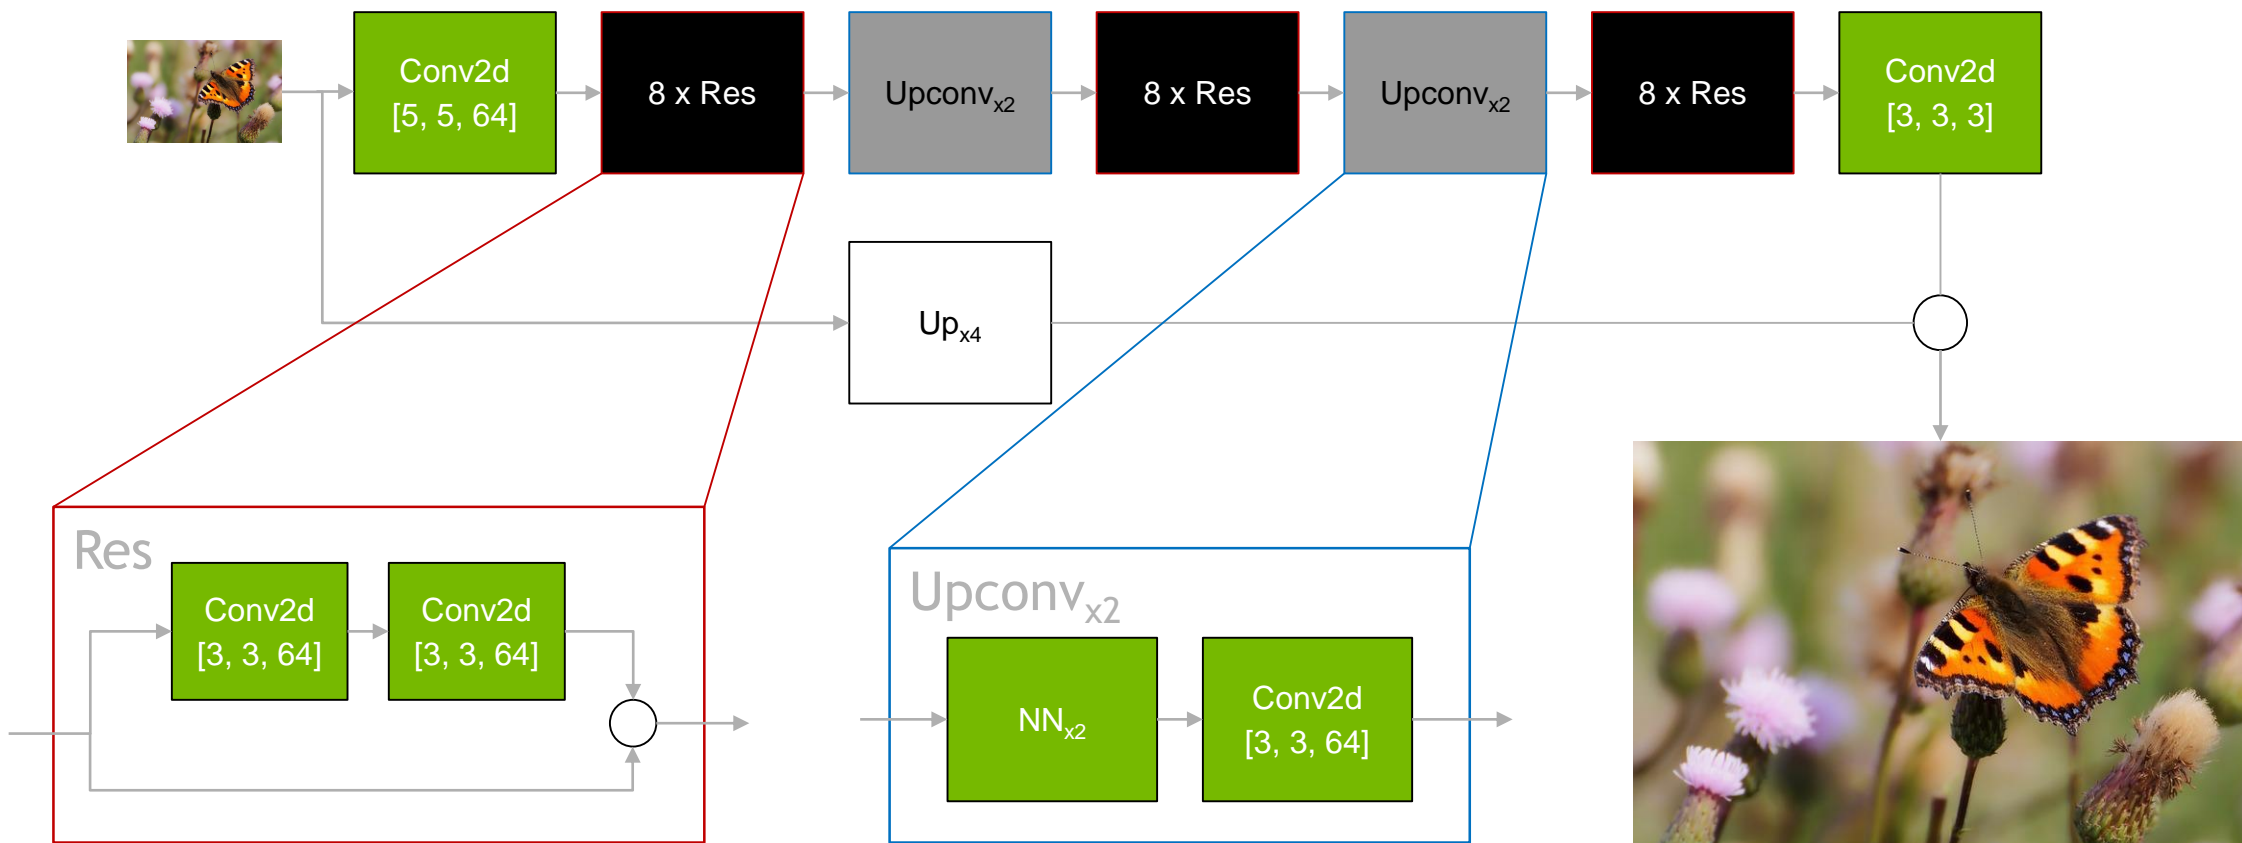 Conv2d
[5, 5, 64]
8 x Res
Upconvx2
8 x Res
Upconvx2
8 x Res
Conv2d
[3, 3, 3]
Upx4
Res
Conv2d
[3, 3, 64]
Conv2d
[3, 3, 64]
Upconvx2
NNx2
Conv2d
[3, 3, 64]